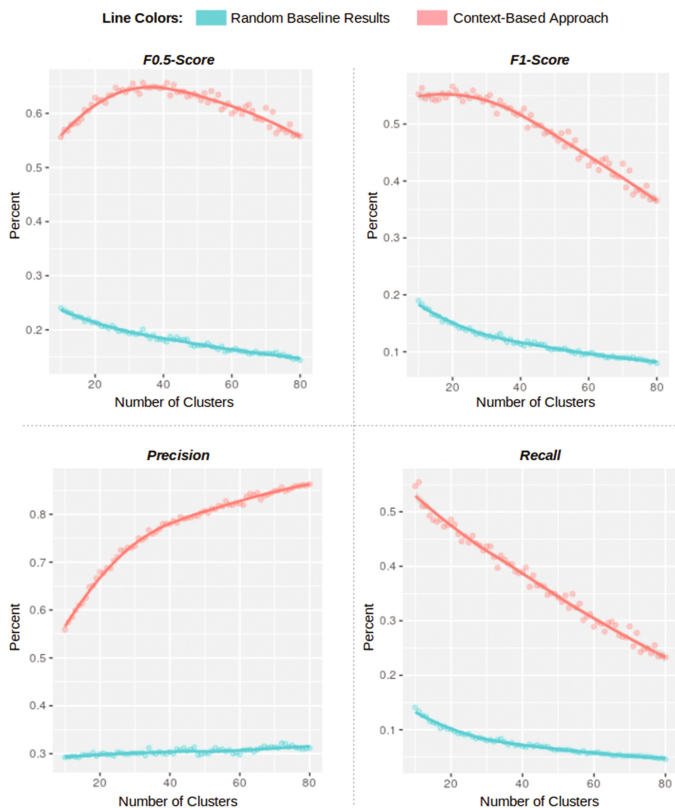 Line Colors: Random Baseline Results Context-Based Approach
F0.5-Score
F1-Score
Percent
0.6
0.5
0.4
0.3
0.2
20 40 60 80
Number of Clusters
Percent
0.5
0.4
0.3
0.2
0.1
20 40 60 80
Number of Clusters
Precision
Recall
Percent
0.8
0.7
0.6
0.5
0.4
0.3
20 40 60 80
Number of Clusters
Percent
0.5
0.4
0.3
0.2
0.1
20 40 60 80
Number of Clusters